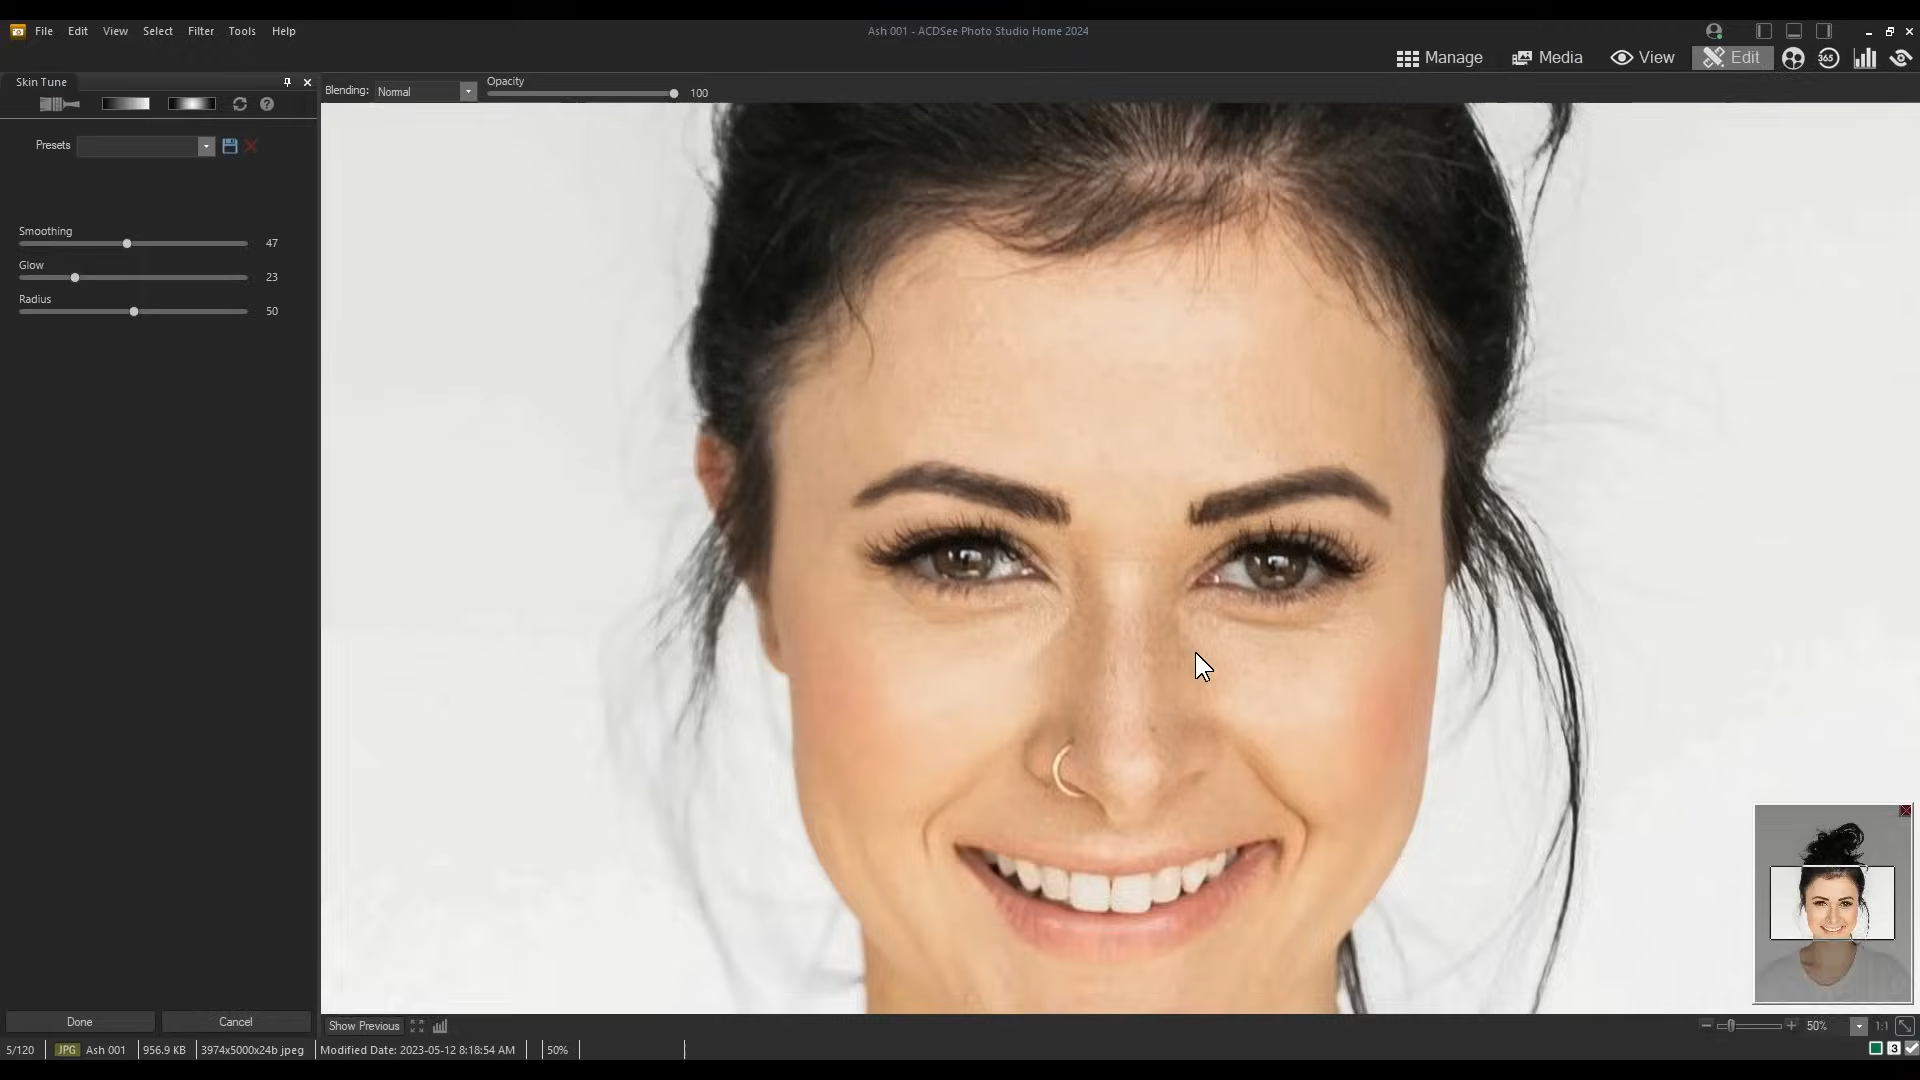 File Edit View Select Filter Tools Help
Ash 001 - ACDSee Photo Studio Home 2024
Manage Media View Edit 365
Skin Tune
Blending: Normal
Opacity
100
Presets
Smoothing
47
Glow
23
Radius
50
Done Cancel
Show Previous
50% 1:1
5/120 JPG Ash 001 956.9 KB 3974x5000x24b jpeg Modified Date: 2023-05-12 8:18:54 AM 50%
3